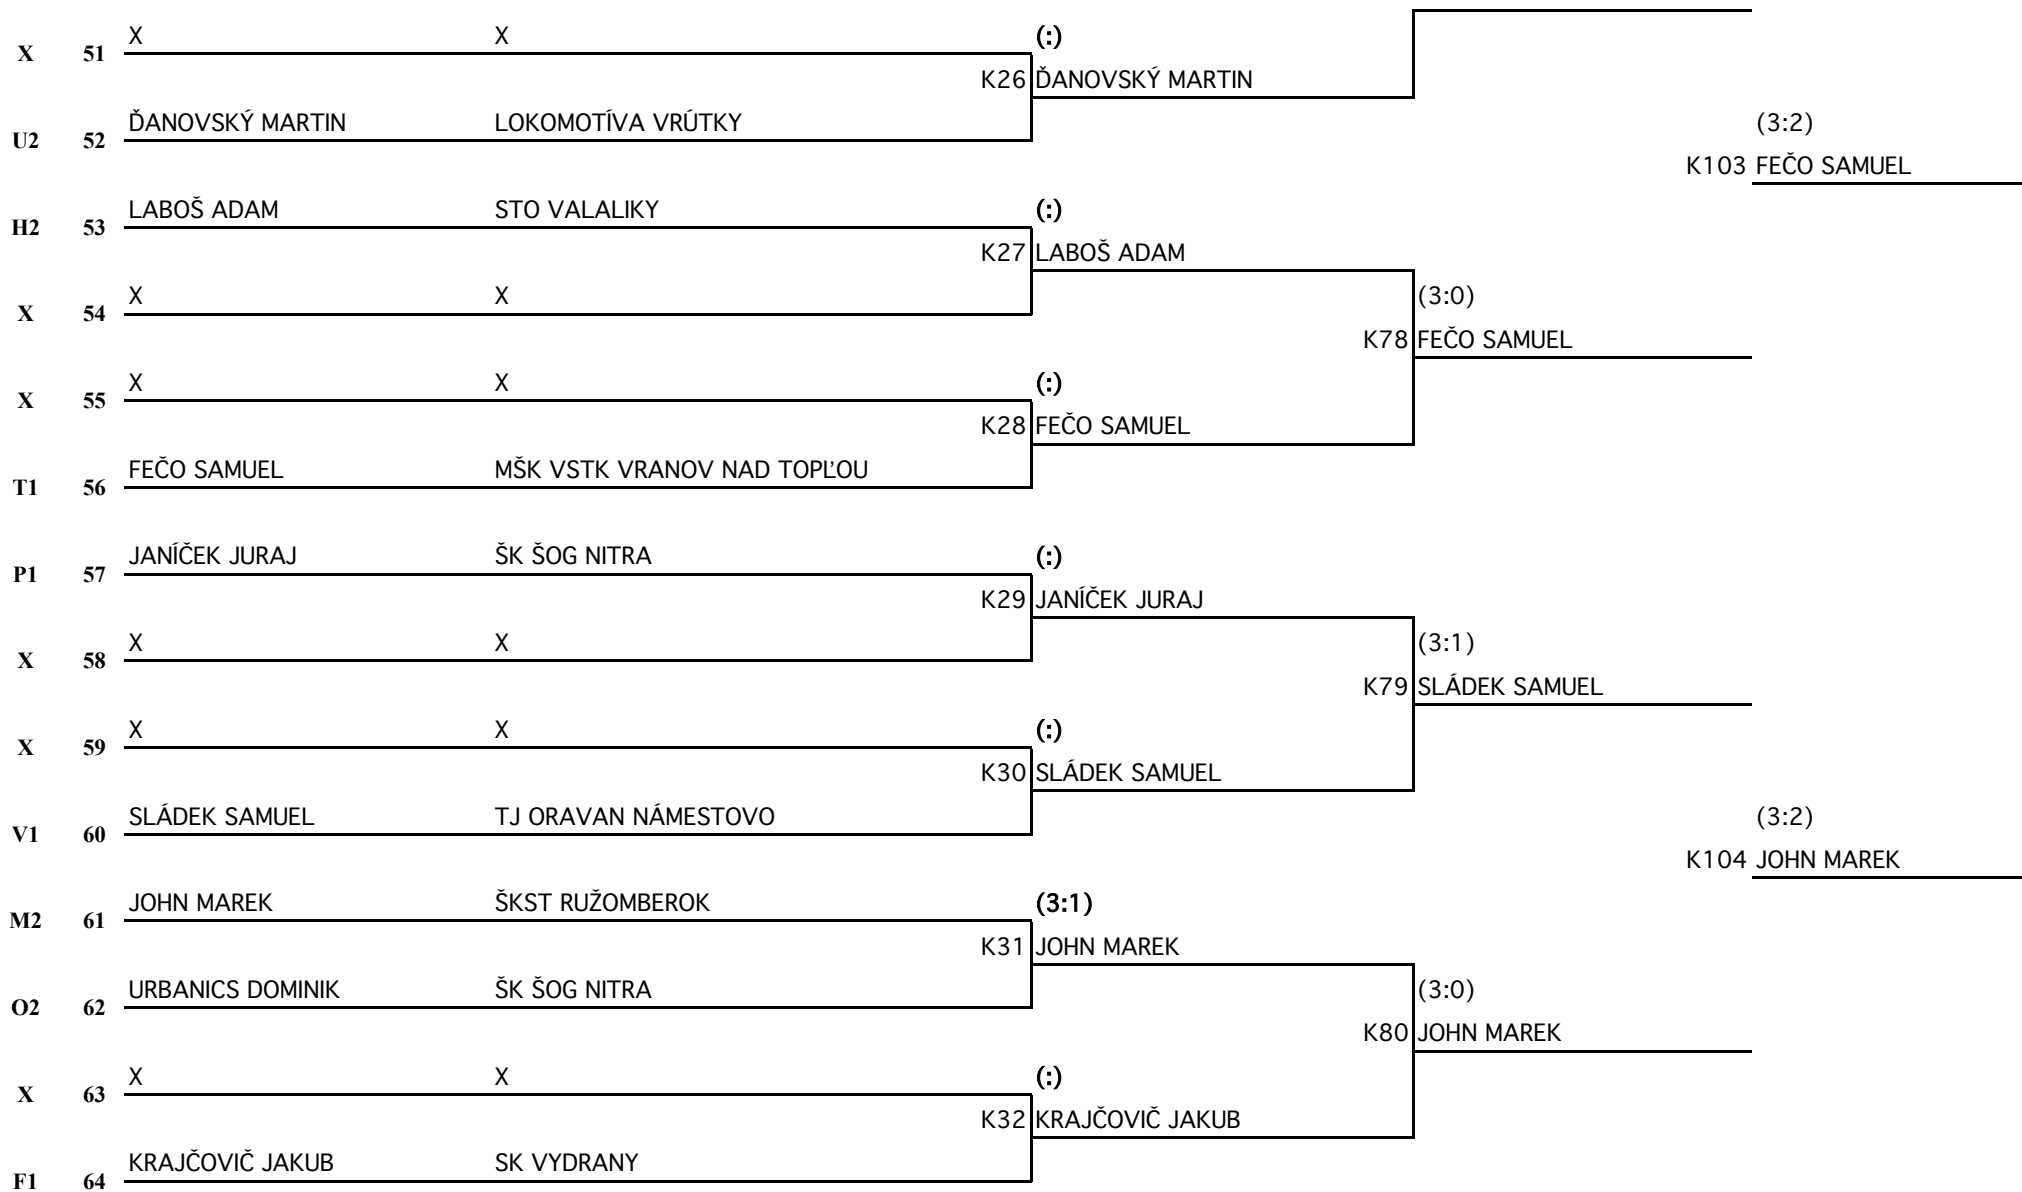 X X (:)
X 51
K26 ĎANOVSKÝ MARTIN
ĎANOVSKÝ MARTIN LOKOMOTÍVA VRÚTKY (3:2)
U2 52
K103 FEČO SAMUEL
LABOŠ ADAM STO VALALIKY (:)
H2 53
K27 LABOŠ ADAM
X X (3:0)
X 54
K78 FEČO SAMUEL
X X (:)
X 55
K28 FEČO SAMUEL
FEČO SAMUEL MŠK VSTK VRANOV NAD TOPĽOU
T1 56
JANÍČEK JURAJ ŠK ŠOG NITRA (:)
P1 57
K29 JANÍČEK JURAJ
X X (3:1)
X 58
K79 SLÁDEK SAMUEL
X X (:)
X 59
K30 SLÁDEK SAMUEL
SLÁDEK SAMUEL TJ ORAVAN NÁMESTOVO (3:2)
V1 60
K104 JOHN MAREK
JOHN MAREK ŠKST RUŽOMBEROK (3:1)
M2 61
K31 JOHN MAREK
URBANICS DOMINIK ŠK ŠOG NITRA (3:0)
O2 62
K80 JOHN MAREK
X X (:)
X 63
K32 KRAJČOVIČ JAKUB
KRAJČOVIČ JAKUB SK VYDRANY
F1 64